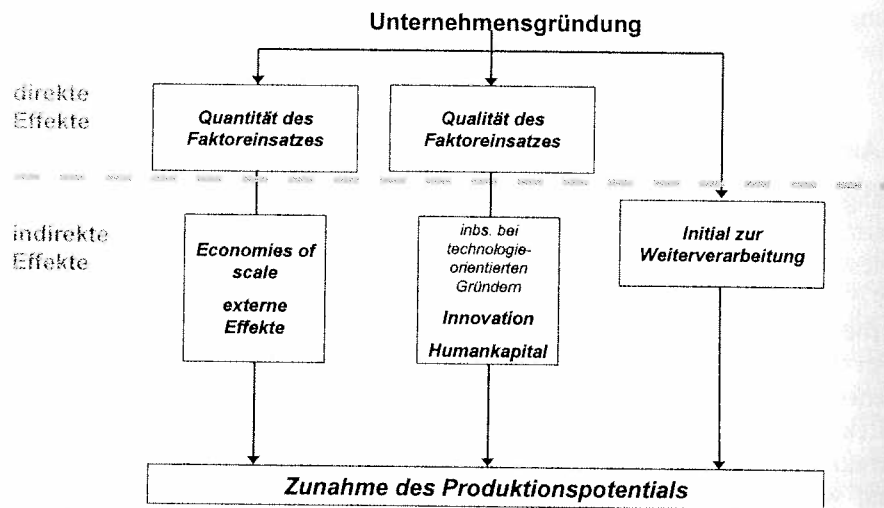 Unternehmensgründung
direkte
Effekte
Quantität des
Faktoreinsatzes
Qualität des
Faktoreinsatzes
indirekte
Effekte
Economies of
scale
externe
Effekte
inbs. bei
technologie-
orientierten
Gründern
Innovation
Humankapital
Initial zur
Weiterverarbeitung
Zunahme des Produktionspotentials